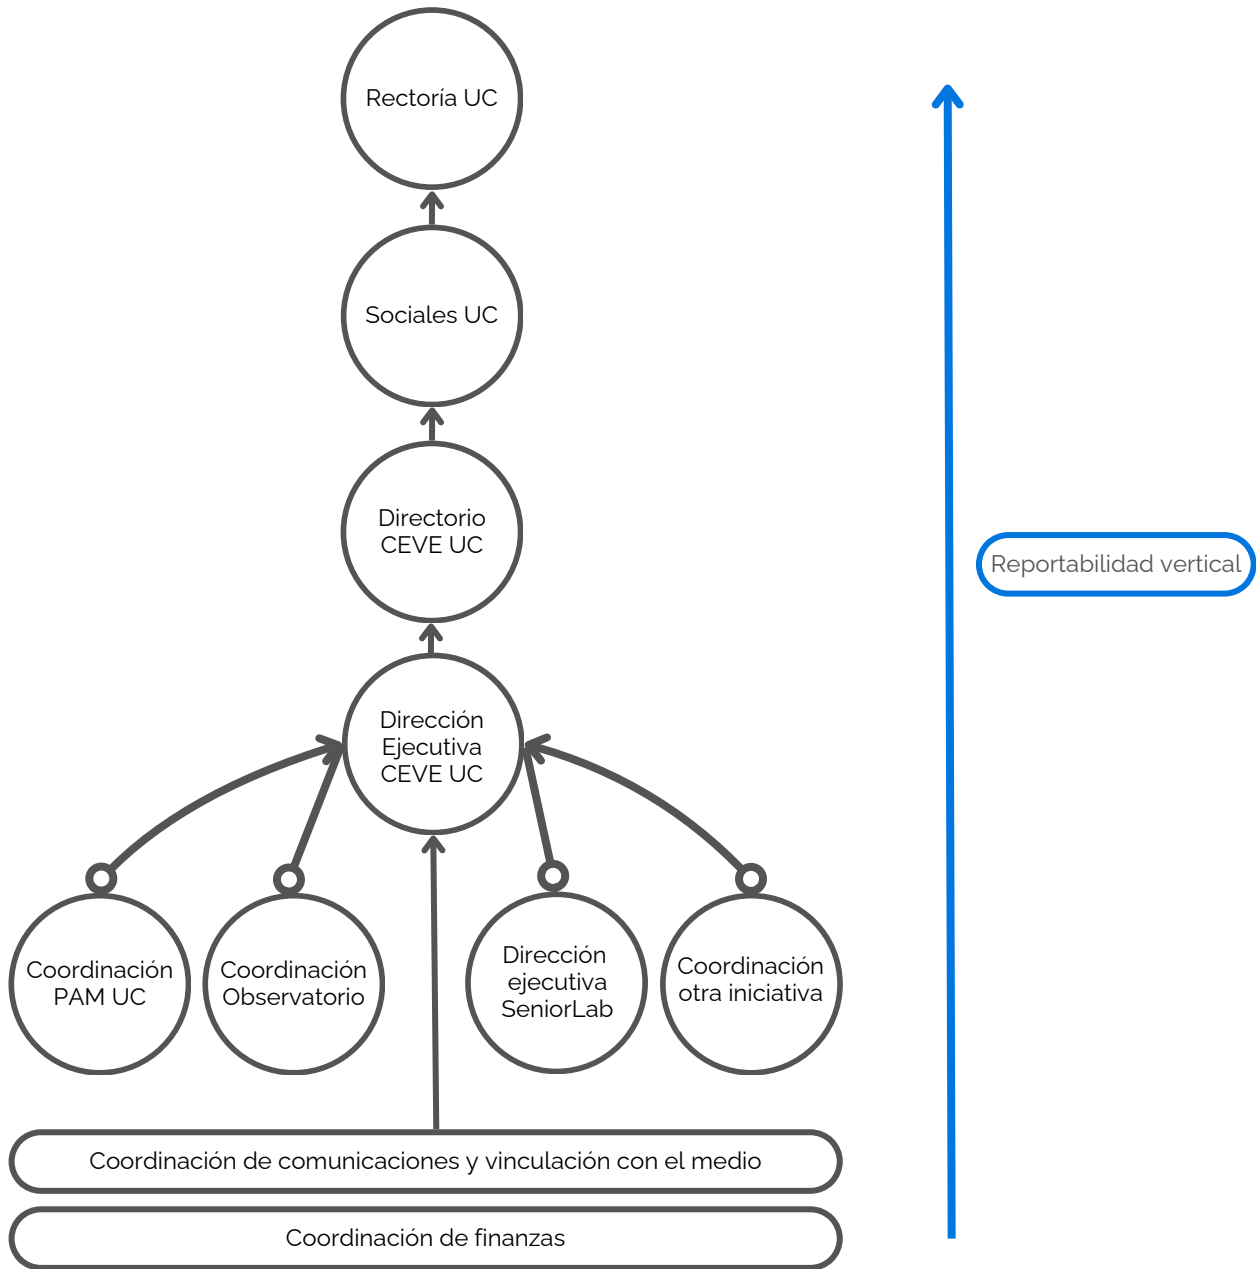 Rectoría UC
Sociales UC
Directorio
CEVE UC
Reportabilidad vertical
Dirección
Ejecutiva
CEVE UC
Coordinación
PAM UC
Coordinación
Observatorio
Dirección
ejecutiva
SeniorLab
Coordinación
otra iniciativa
Coordinación de comunicaciones y vinculación con el medio
Coordinación de finanzas